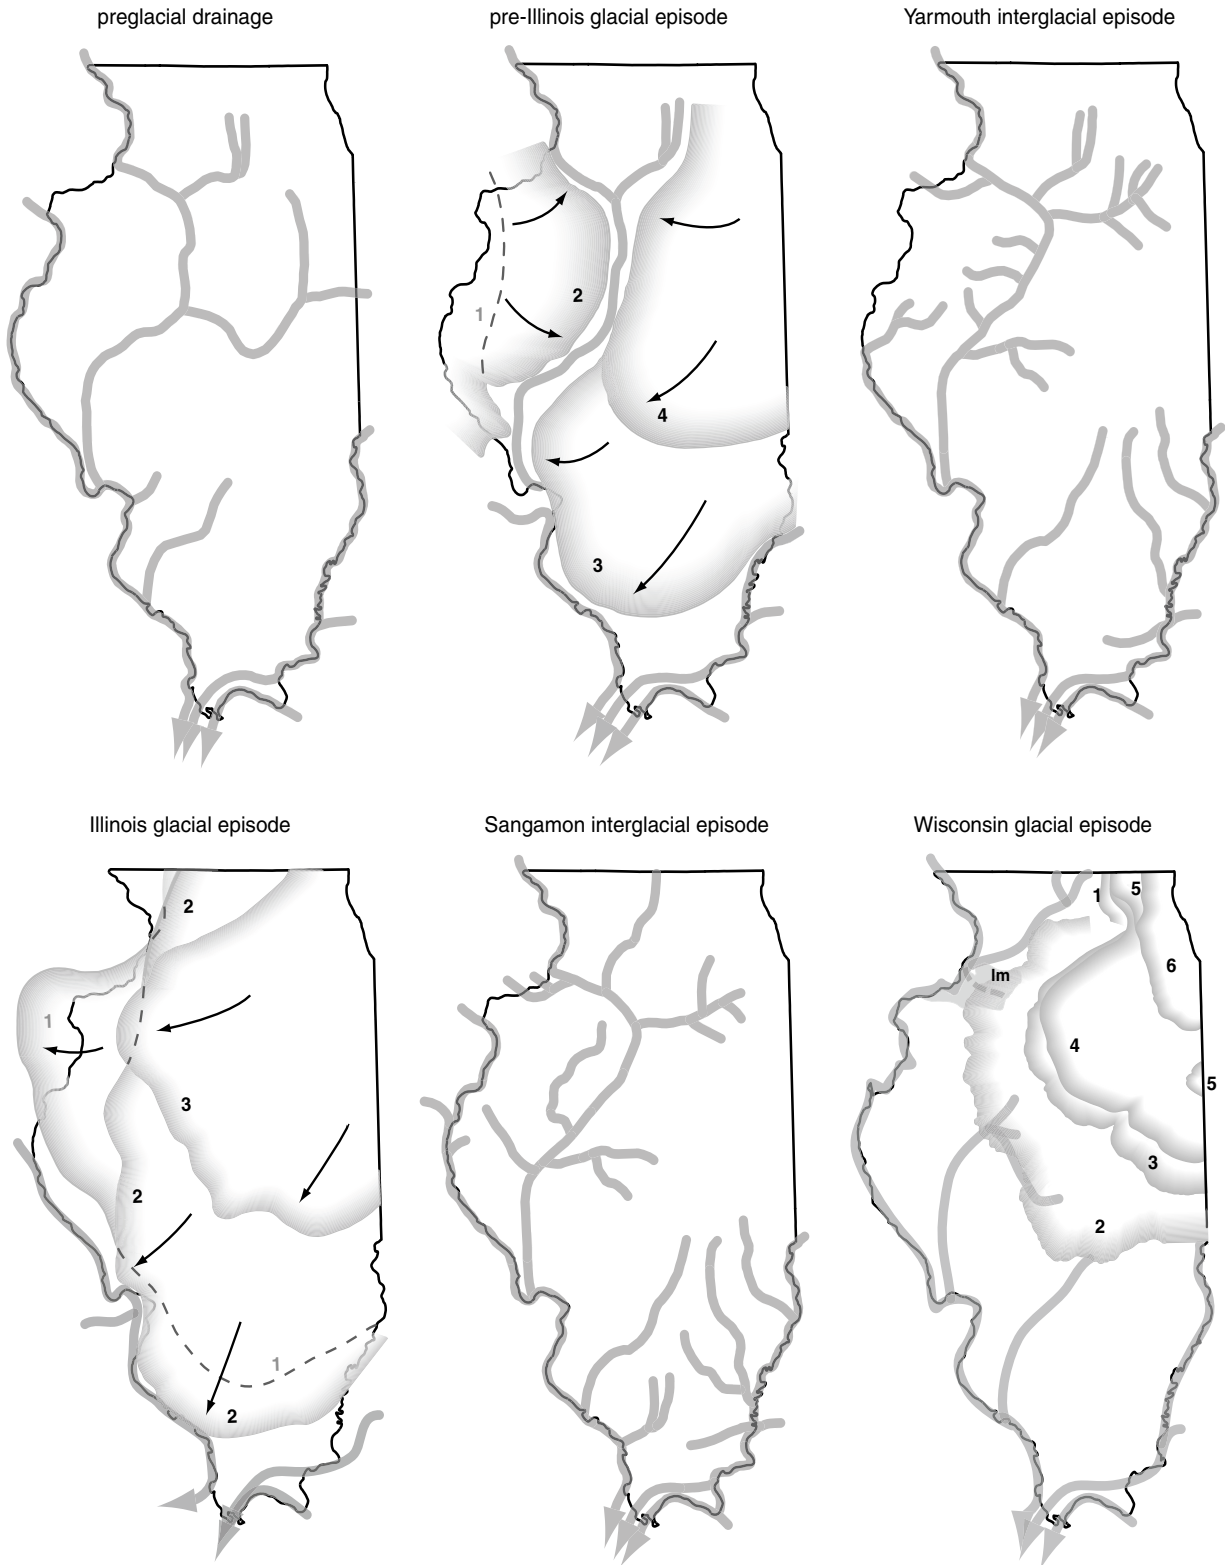 preglacial drainage
pre-Illinois glacial episode
Yarmouth interglacial episode
1
2
4
3
Illinois glacial episode
Sangamon interglacial episode
Wisconsin glacial episode
2
1
3
2
1
2
1
5
lm
6
4
5
3
2